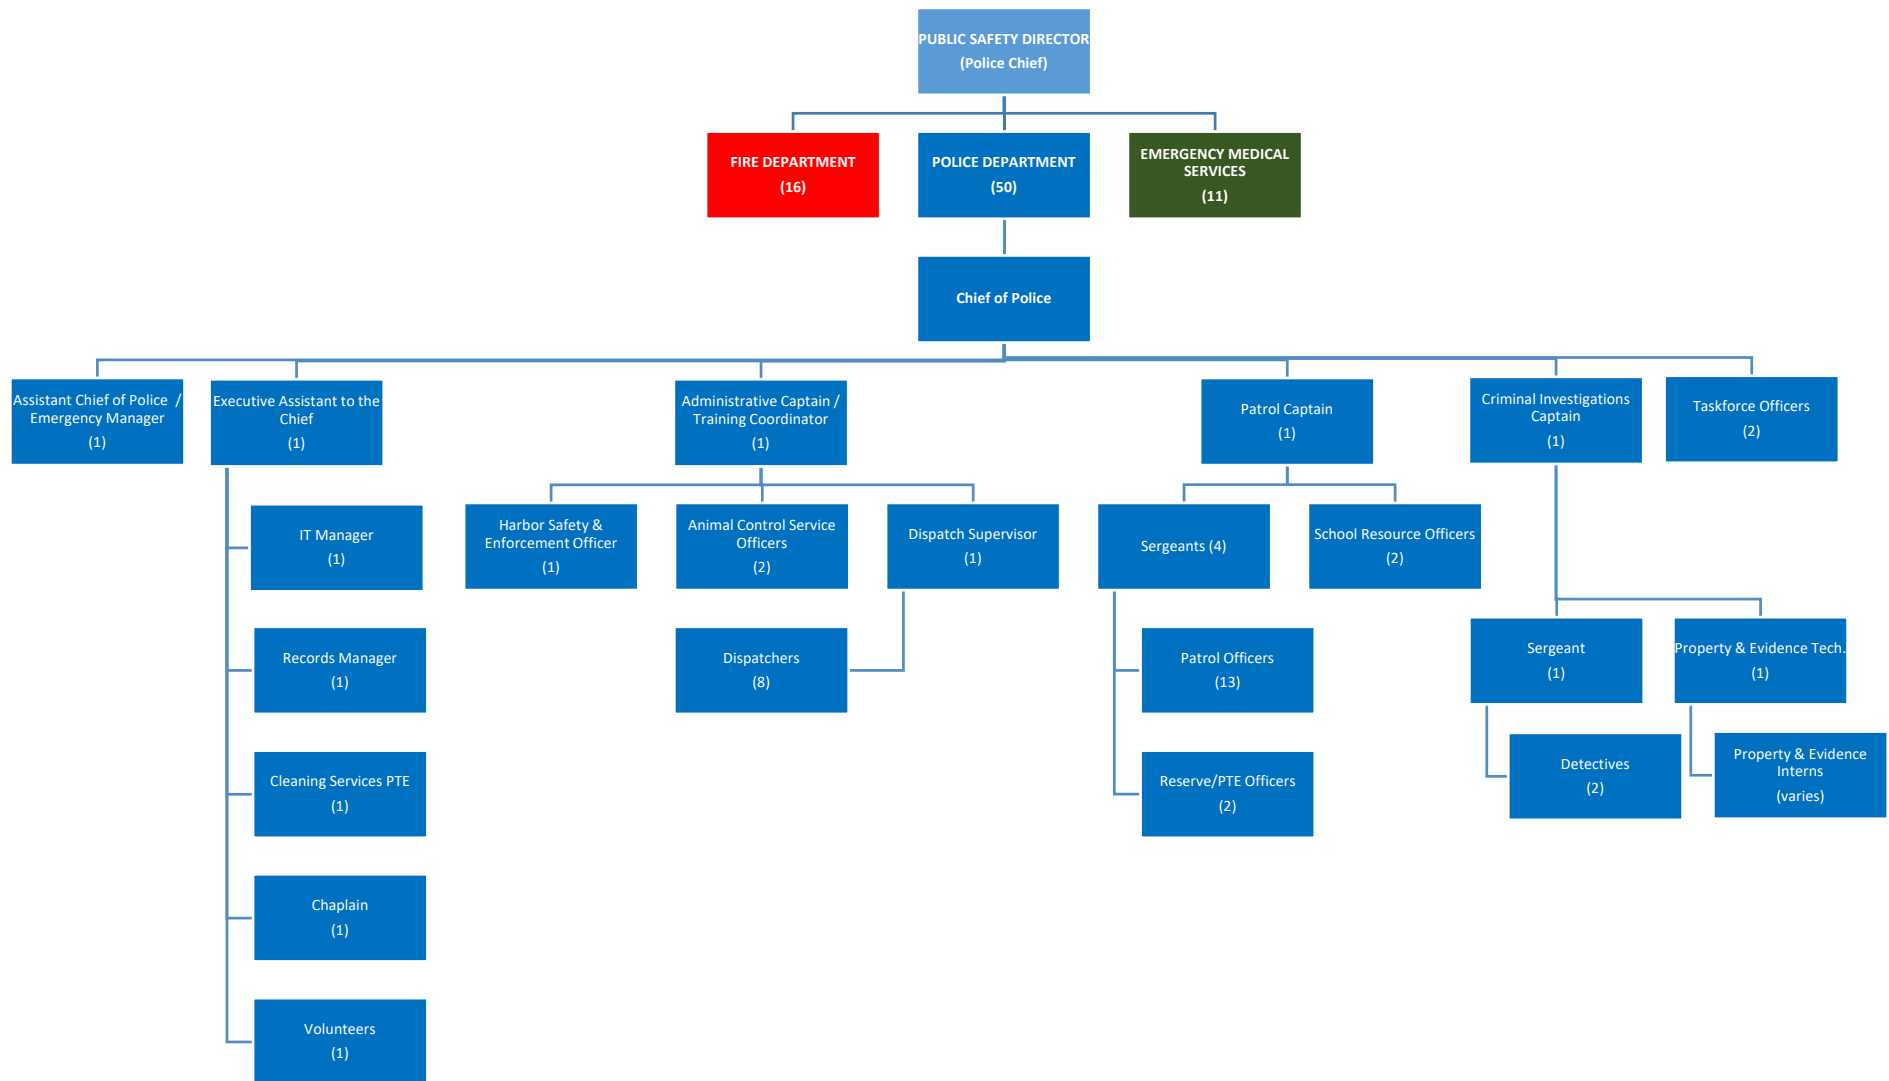 PUBLIC SAFETY DIRECTOR
(Police Chief)
FIRE DEPARTMENT
(16)
POLICE DEPARTMENT
(50)
EMERGENCY MEDICAL
SERVICES
(11)
Chief of Police
Assistant Chief of Police /
Emergency Manager
(1)
Executive Assistant to the
Chief
(1)
Administrative Captain /
Training Coordinator
(1)
Patrol Captain
(1)
Criminal Investigations
Captain
(1)
Taskforce Officers
(2)
IT Manager
(1)
Harbor Safety &
Enforcement Officer
(1)
Animal Control Service
Officers
(2)
Dispatch Supervisor
(1)
Sergeants (4)
School Resource Officers
(2)
Records Manager
(1)
Dispatchers
(8)
Patrol Officers
(13)
Sergeant
(1)
Property & Evidence Tech.
(1)
Cleaning Services PTE
(1)
Reserve/PTE Officers
(2)
Detectives
(2)
Property & Evidence
Interns
(varies)
Chaplain
(1)
Volunteers
(1)